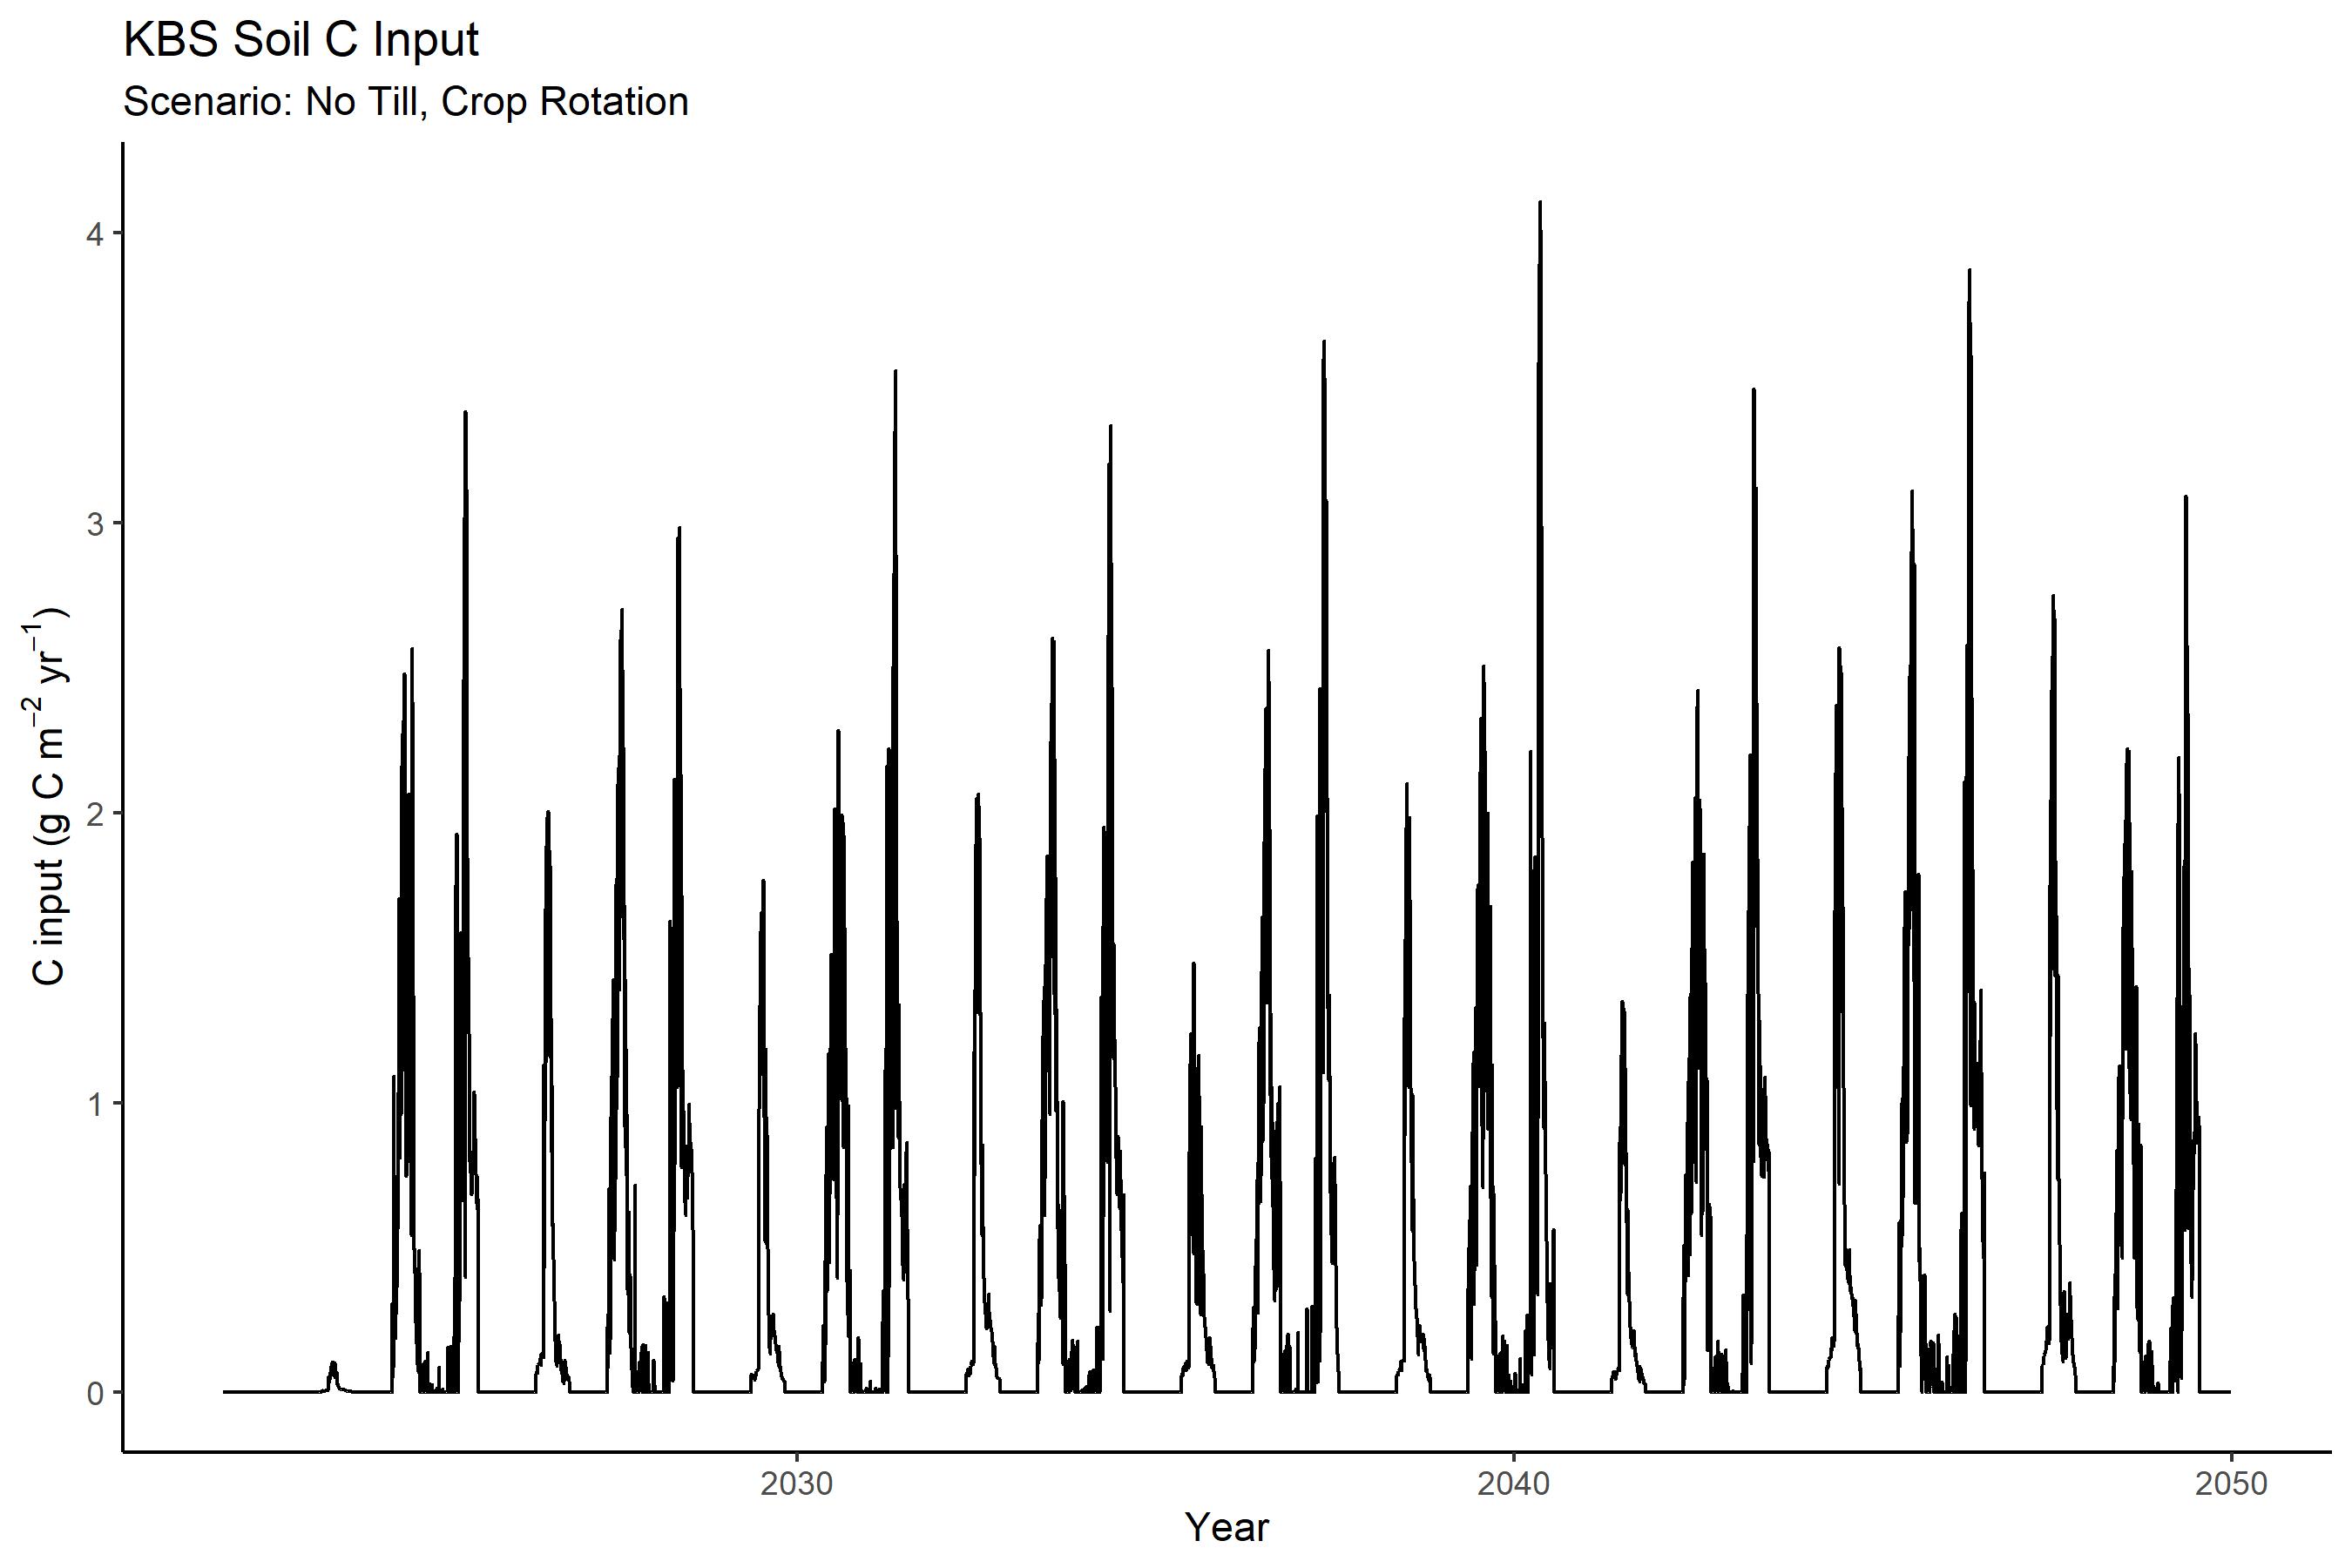 KBS Soil C Input
Scenario: No Till, Crop Rotation
C input (g C m⁻² yr⁻¹)
4
3
2
1
0
2030 2040 2050
Year